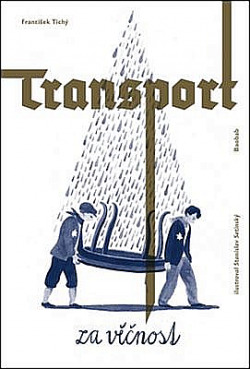 František Tichý
Transport
Baobab
ilustroval Stanislav Setinský
za věčnost